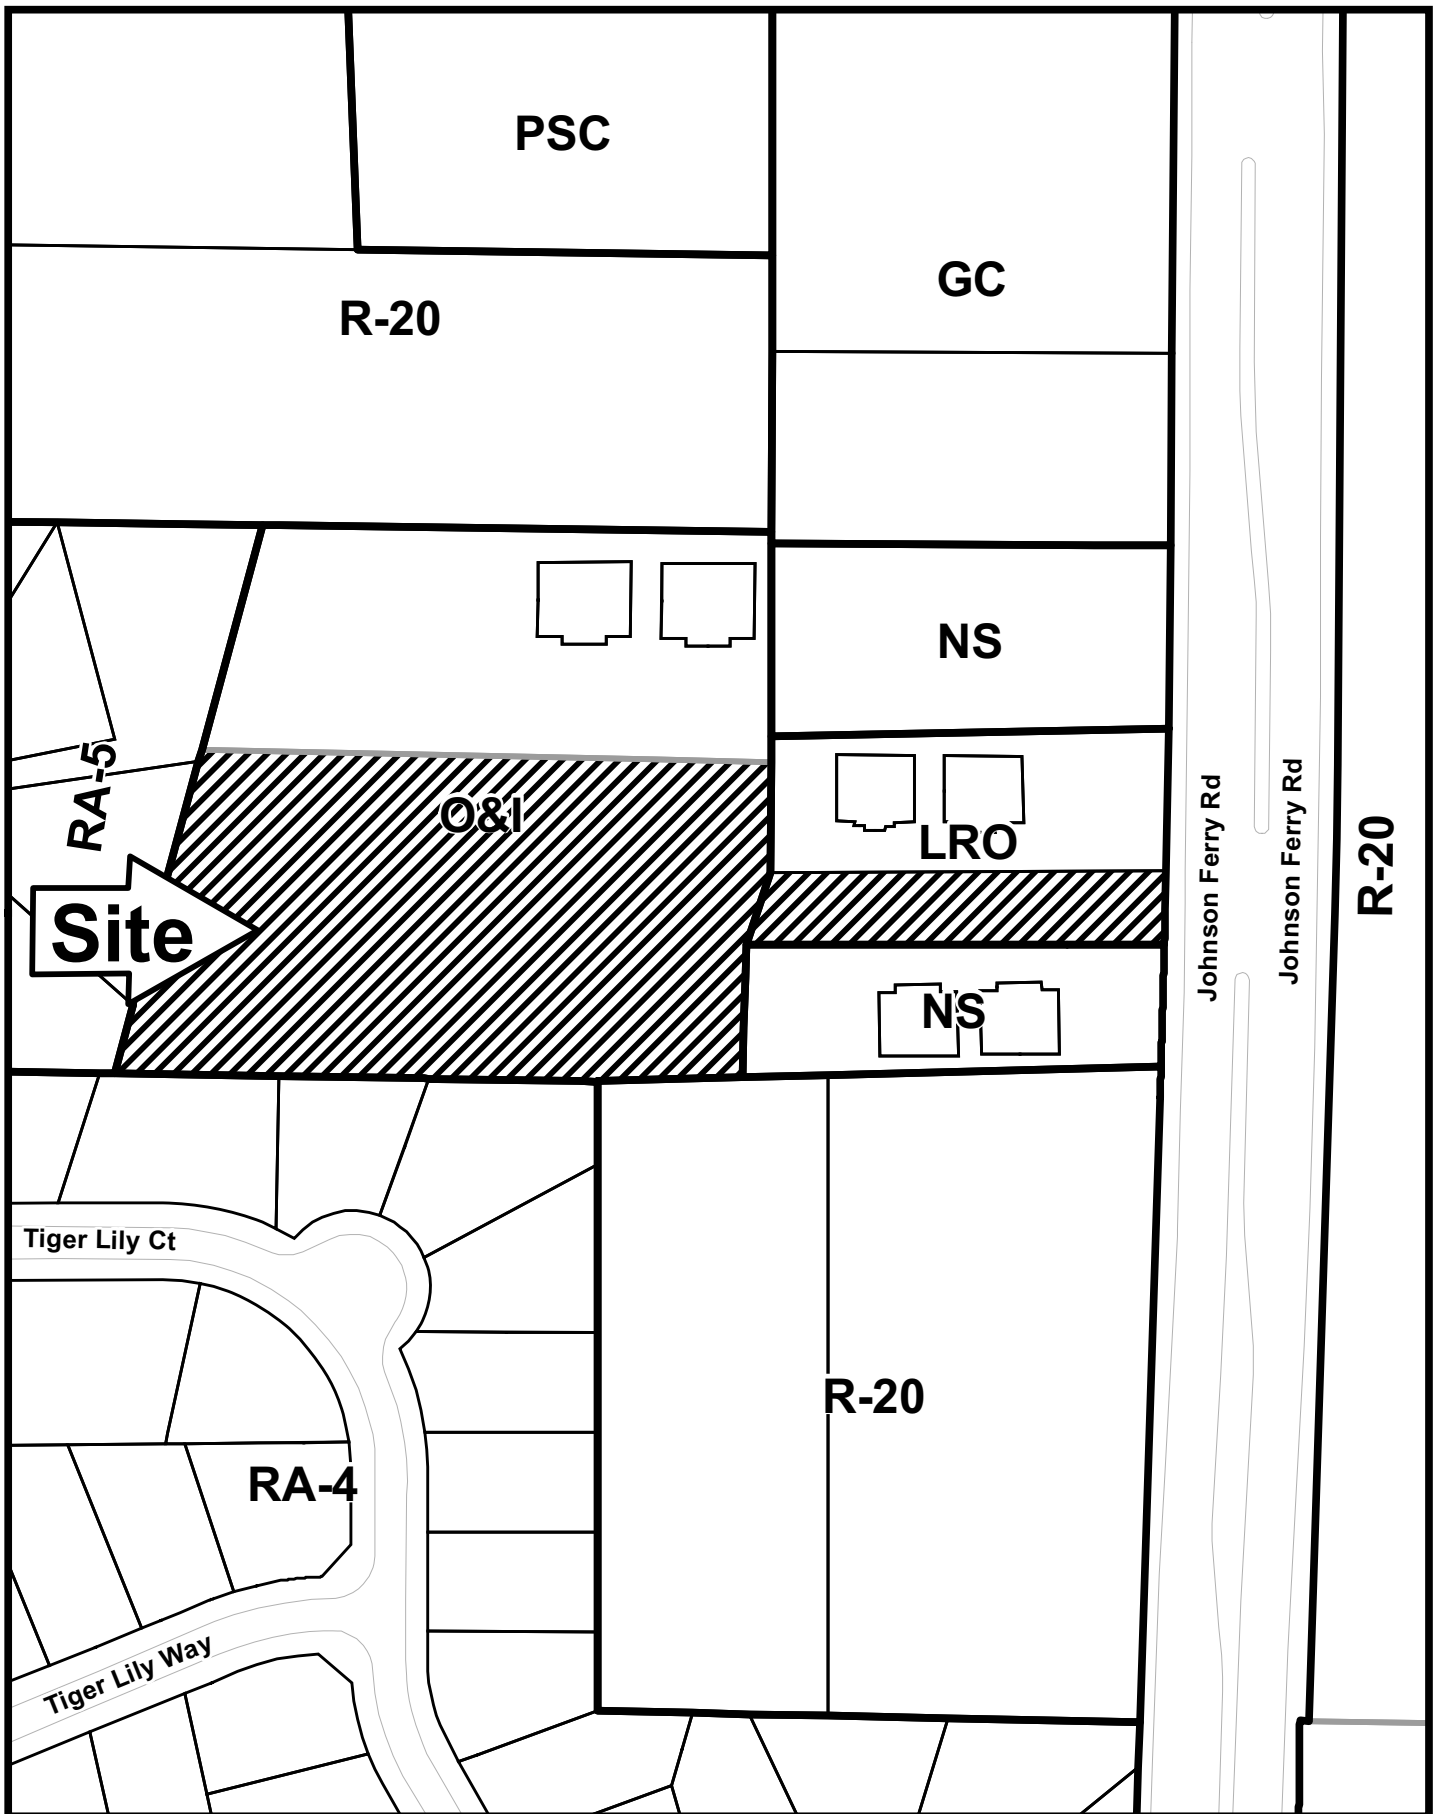 PSC
GC
R-20
NS
RA-5
O&I
LRO
Johnson Ferry Rd
Johnson Ferry Rd
R-20
Site
NS
Tiger Lily Ct
R-20
RA-4
Tiger Lily Way